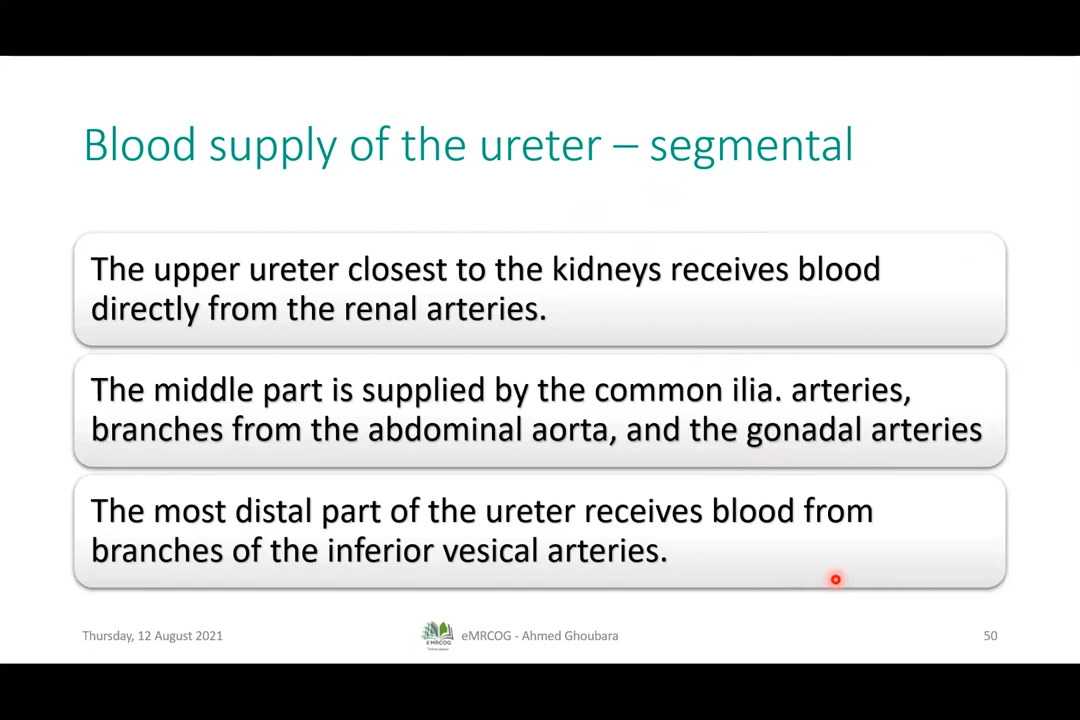 Blood supply of the ureter – segmental
The upper ureter closest to the kidneys receives blood
directly from the renal arteries.
The middle part is supplied by the common ilia. arteries,
branches from the abdominal aorta, and the gonadal arteries
The most distal part of the ureter receives blood from
branches of the inferior vesical arteries.
Thursday, 12 August 2021
eMRCOG
eMRCOG - Ahmed Ghoubara
50